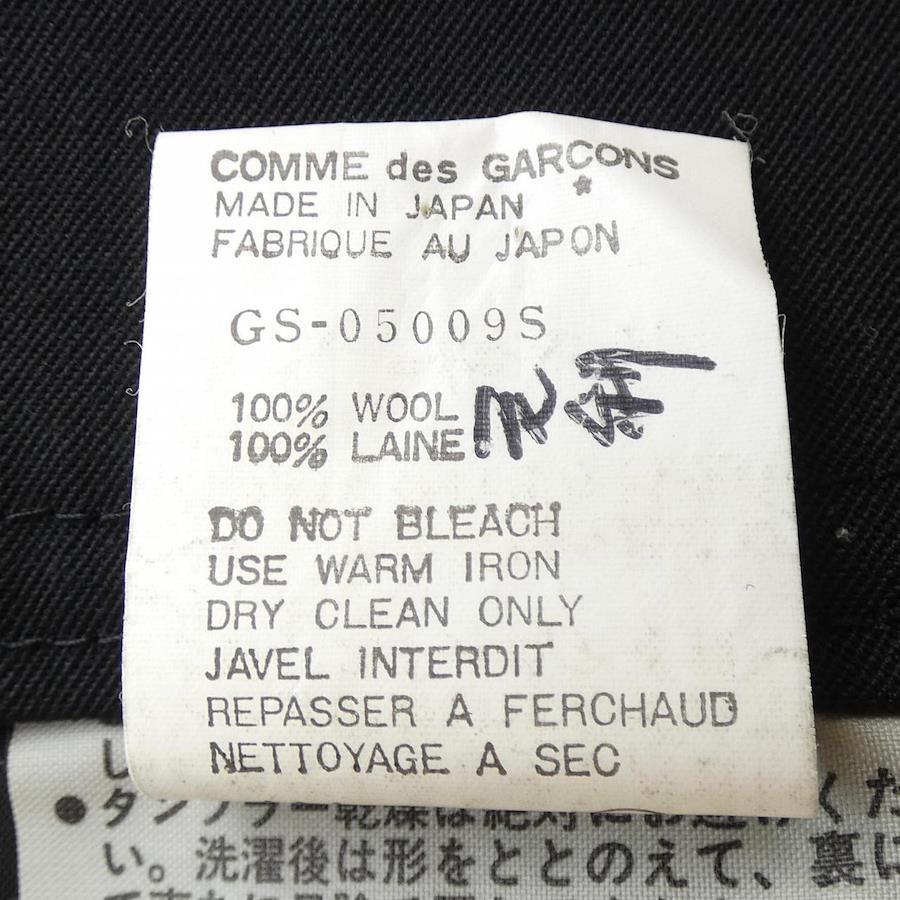 COMME des GARCONS
MADE IN JAPAN
FABRIQUE AU JAPON
GS-05009S
100% WOOL
100% LAINE
DO NOT BLEACH
USE WARM IRON
DRY CLEAN ONLY
JAVEL INTERDIT
REPASSER A FERCHAUD
NETTOYAGE A SEC
い。洗濯後は形をととのえて、裏に